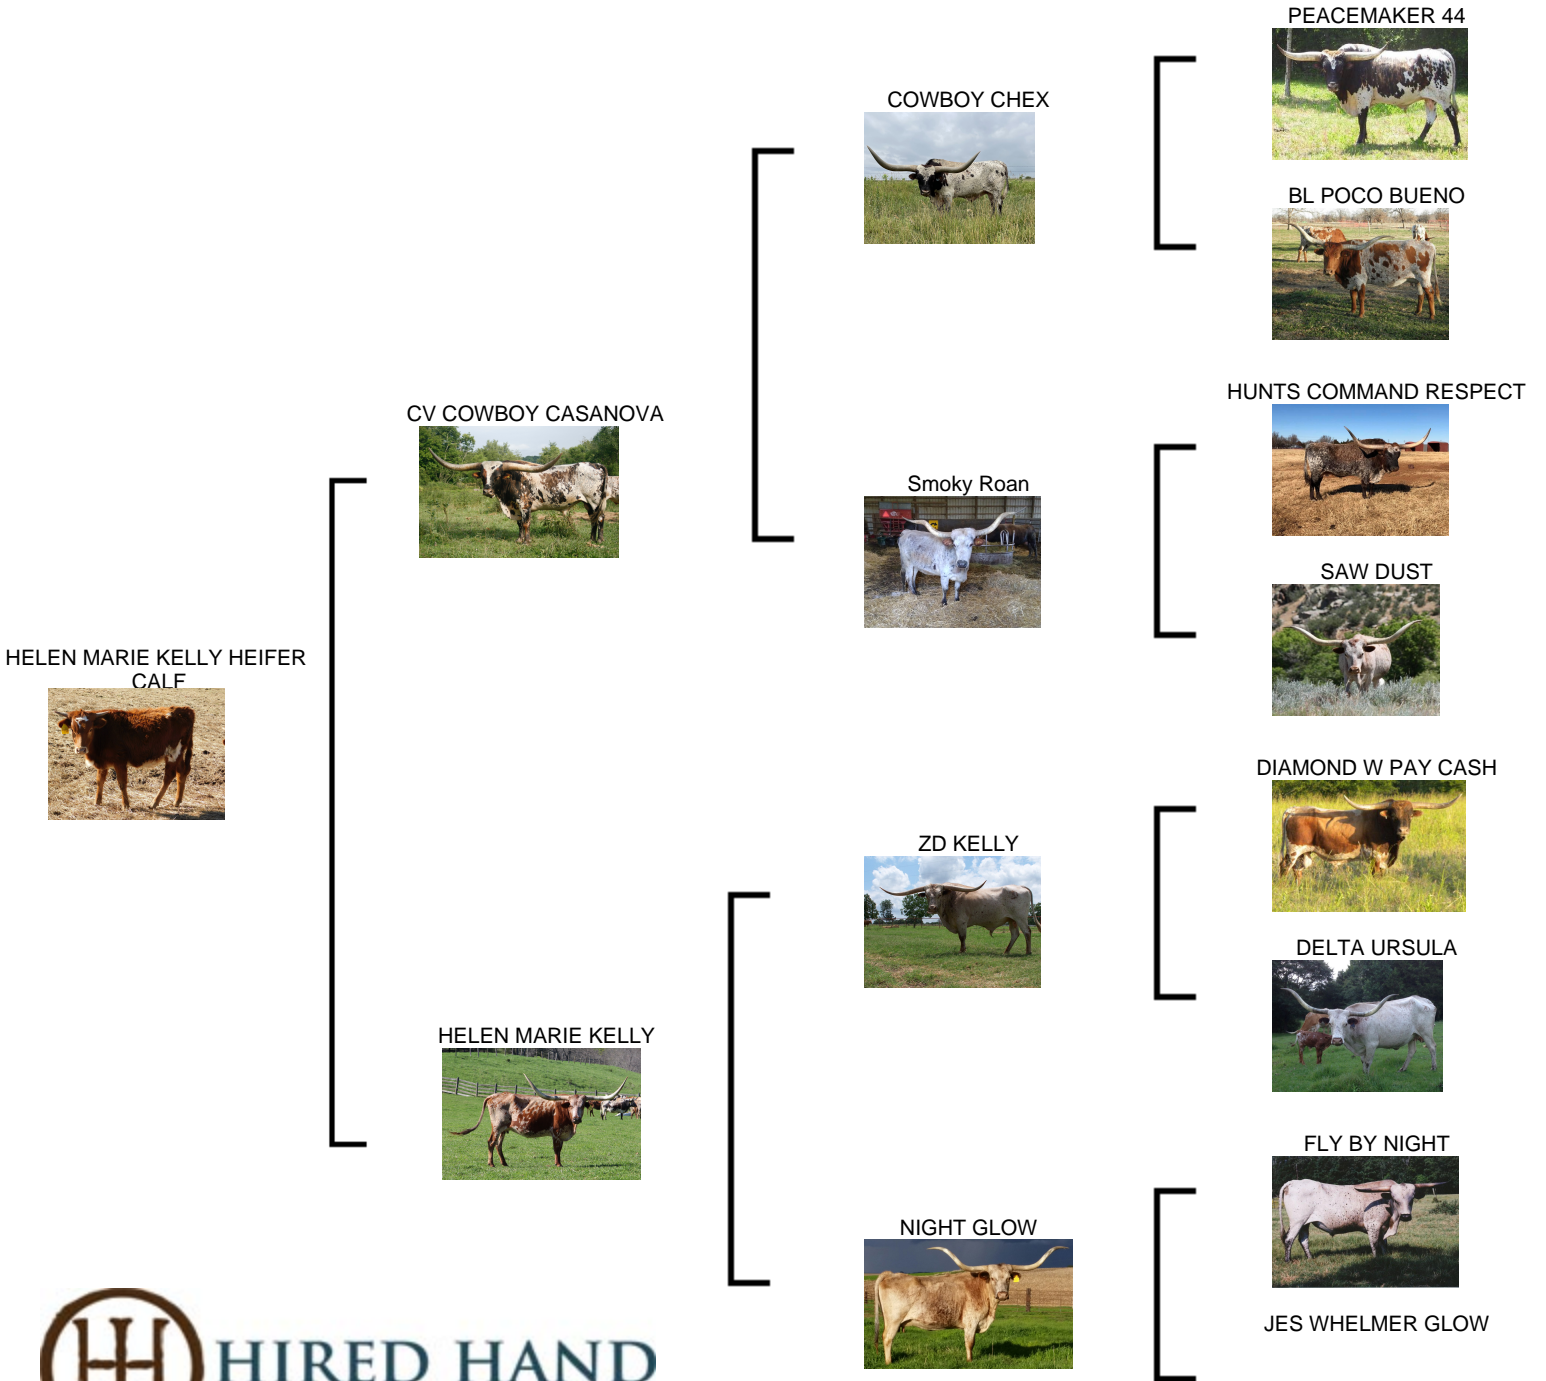 PEACEMAKER 44
COWBOY CHEX
BL POCO BUENO
HUNTS COMMAND RESPECT
CV COWBOY CASANOVA
Smoky Roan
SAW DUST
HELEN MARIE KELLY HEIFER
CALF
DIAMOND W PAY CASH
ZD KELLY
DELTA URSULA
HELEN MARIE KELLY
FLY BY NIGHT
NIGHT GLOW
JES WHELMER GLOW
HIRED HAND